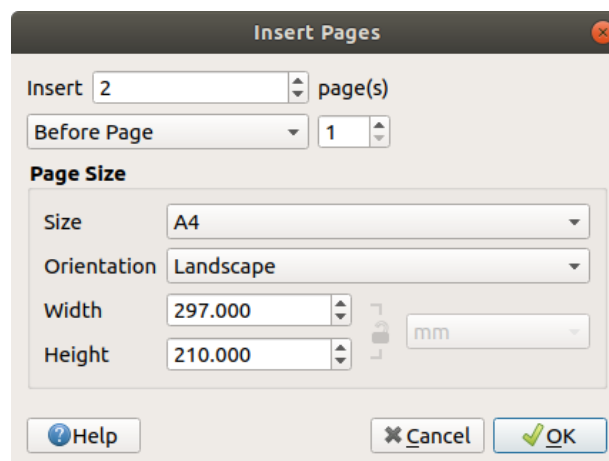 Insert Pages
Insert 2 page(s)
Before Page 1
Page Size
Size A4
Orientation Landscape
Width 297.000
mm
Height 210.000
Help Cancel OK